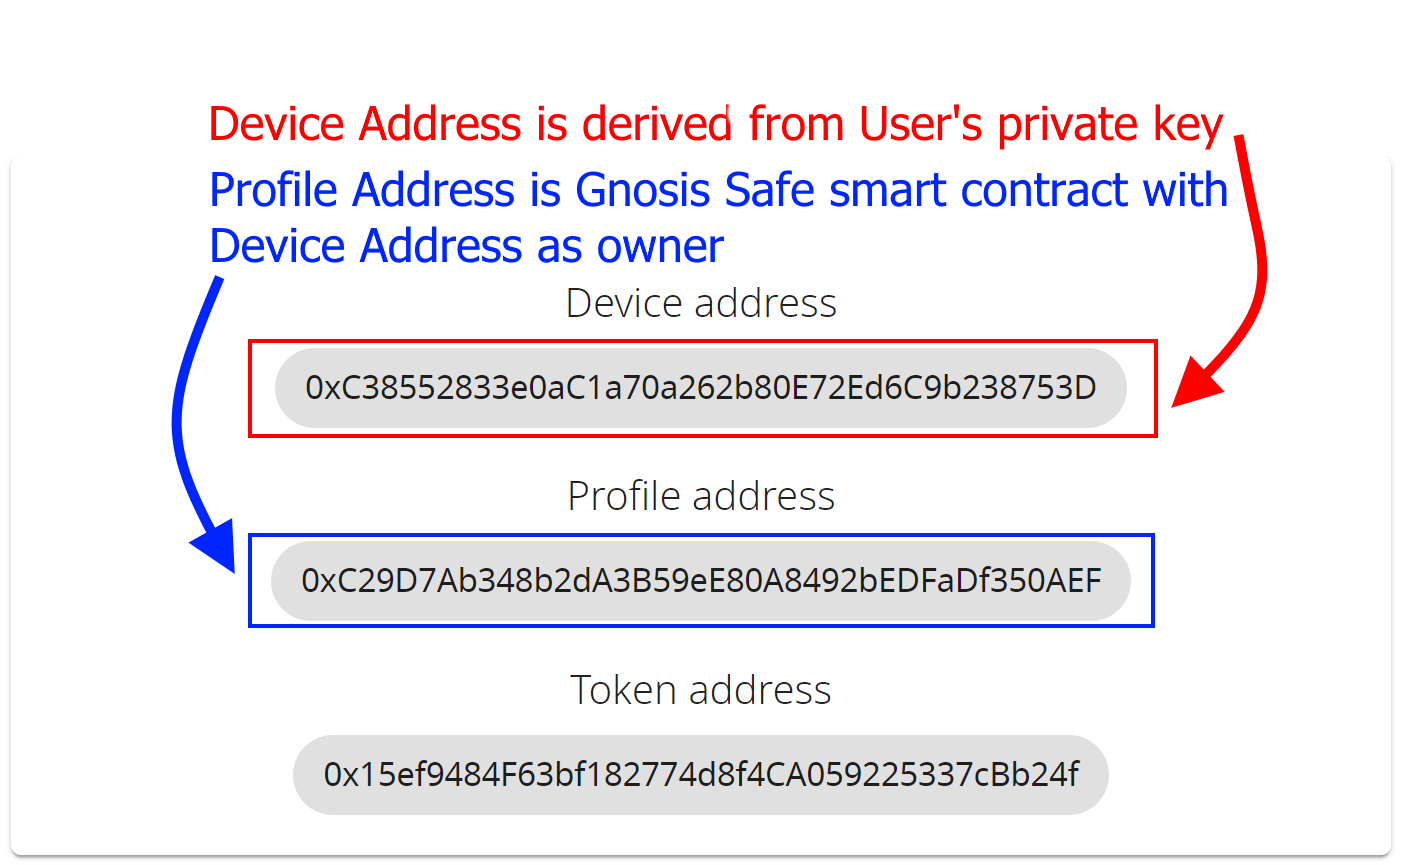 Device Address is derived from User's private key
Profile Address is Gnosis Safe smart contract with
Device Address as owner
Device address
0xC38552833e0aC1a70a262b80E72Ed6C9b238753D
Profile address
0xC29D7Ab348b2dA3B59eE80A8492bEDFaDf350AEF
Token address
0x15ef9484F63bf182774d8f4CA059225337cBb24f